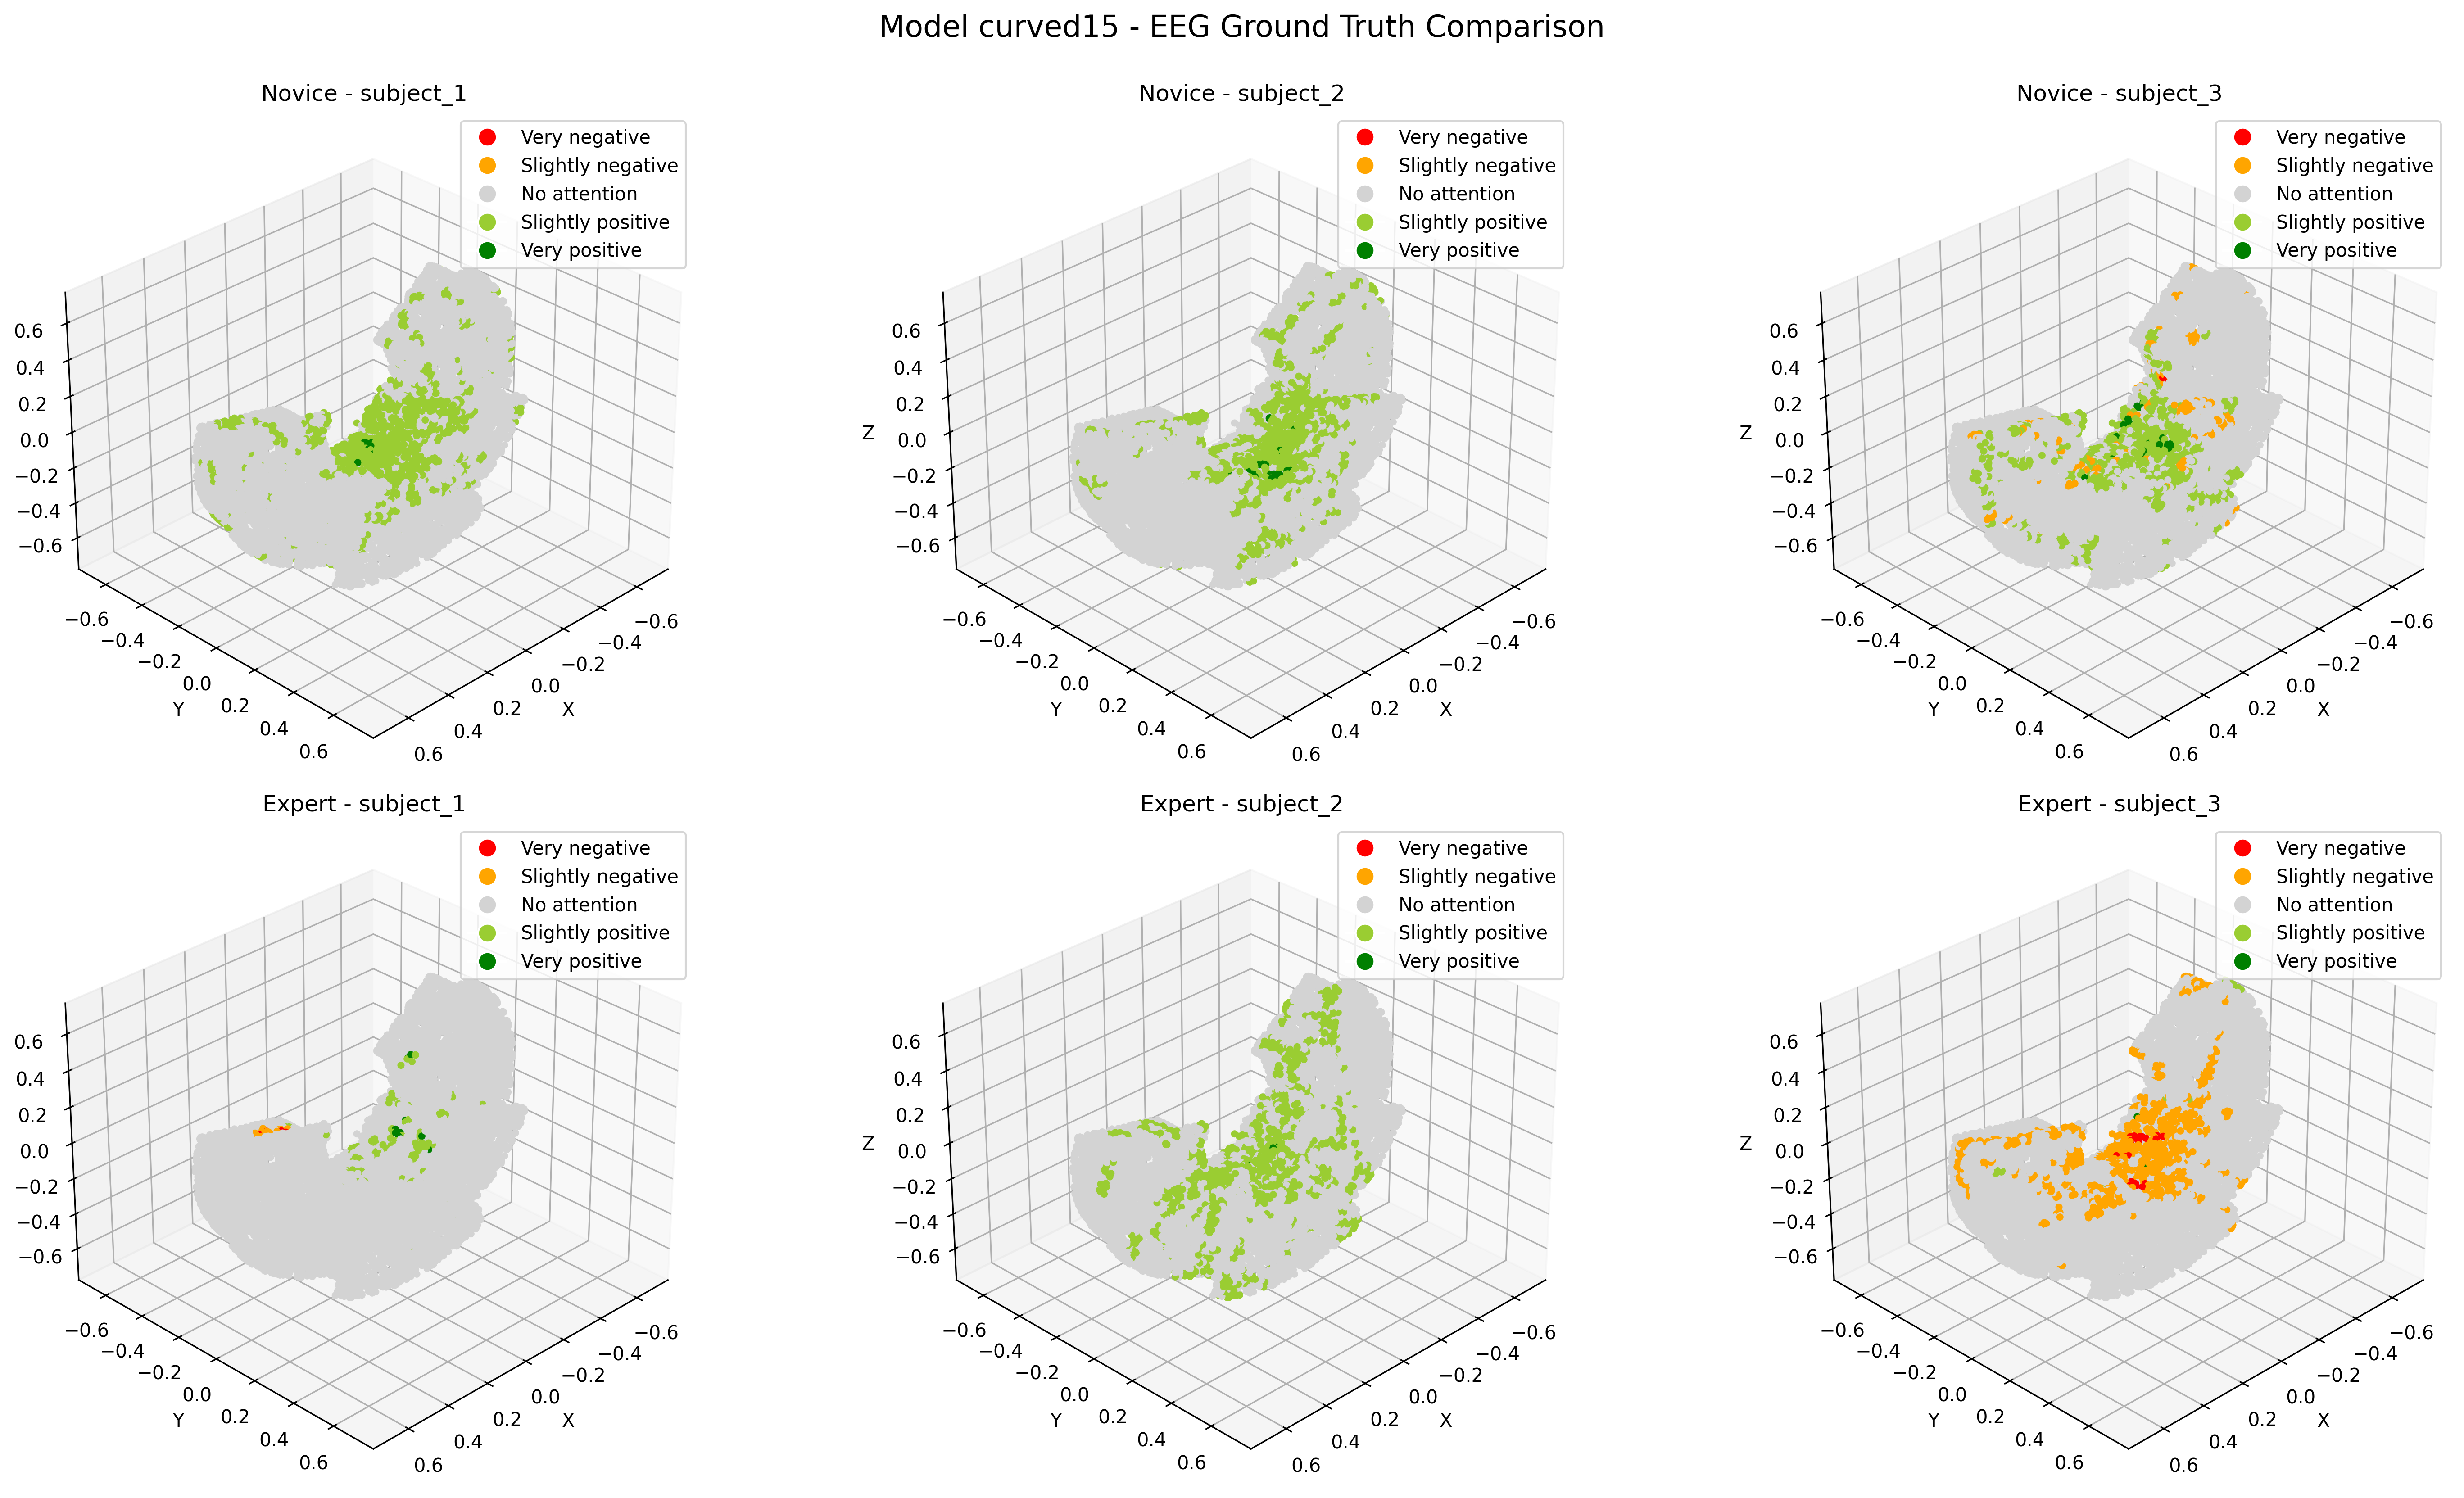 Model curved15 - EEG Ground Truth Comparison
Novice - subject_1
Very negative
Slightly negative
No attention
Slightly positive
Very positive
0.6
0.4
0.2
0.0
−0.2
−0.4
−0.6
−0.6
−0.4
−0.2
0.0
0.2
0.4
0.6
Y
−0.6
−0.4
−0.2
0.0
0.2
0.4
0.6
X
Novice - subject_2
Very negative
Slightly negative
No attention
Slightly positive
Very positive
Z
0.6
0.4
0.2
0.0
−0.2
−0.4
−0.6
−0.6
−0.4
−0.2
0.0
0.2
0.4
0.6
Y
−0.6
−0.4
−0.2
0.0
0.2
0.4
0.6
X
Novice - subject_3
Very negative
Slightly negative
No attention
Slightly positive
Very positive
Z
0.6
0.4
0.2
0.0
−0.2
−0.4
−0.6
−0.6
−0.4
−0.2
0.0
0.2
0.4
0.6
Y
−0.6
−0.4
−0.2
0.0
0.2
0.4
0.6
X
Expert - subject_1
Very negative
Slightly negative
No attention
Slightly positive
Very positive
0.6
0.4
0.2
0.0
−0.2
−0.4
−0.6
−0.6
−0.4
−0.2
0.0
0.2
0.4
0.6
Y
−0.6
−0.4
−0.2
0.0
0.2
0.4
0.6
X
Expert - subject_2
Very negative
Slightly negative
No attention
Slightly positive
Very positive
Z
0.6
0.4
0.2
0.0
−0.2
−0.4
−0.6
−0.6
−0.4
−0.2
0.0
0.2
0.4
0.6
Y
−0.6
−0.4
−0.2
0.0
0.2
0.4
0.6
X
Expert - subject_3
Very negative
Slightly negative
No attention
Slightly positive
Very positive
Z
0.6
0.4
0.2
0.0
−0.2
−0.4
−0.6
−0.6
−0.4
−0.2
0.0
0.2
0.4
0.6
Y
−0.6
−0.4
−0.2
0.0
0.2
0.4
0.6
X